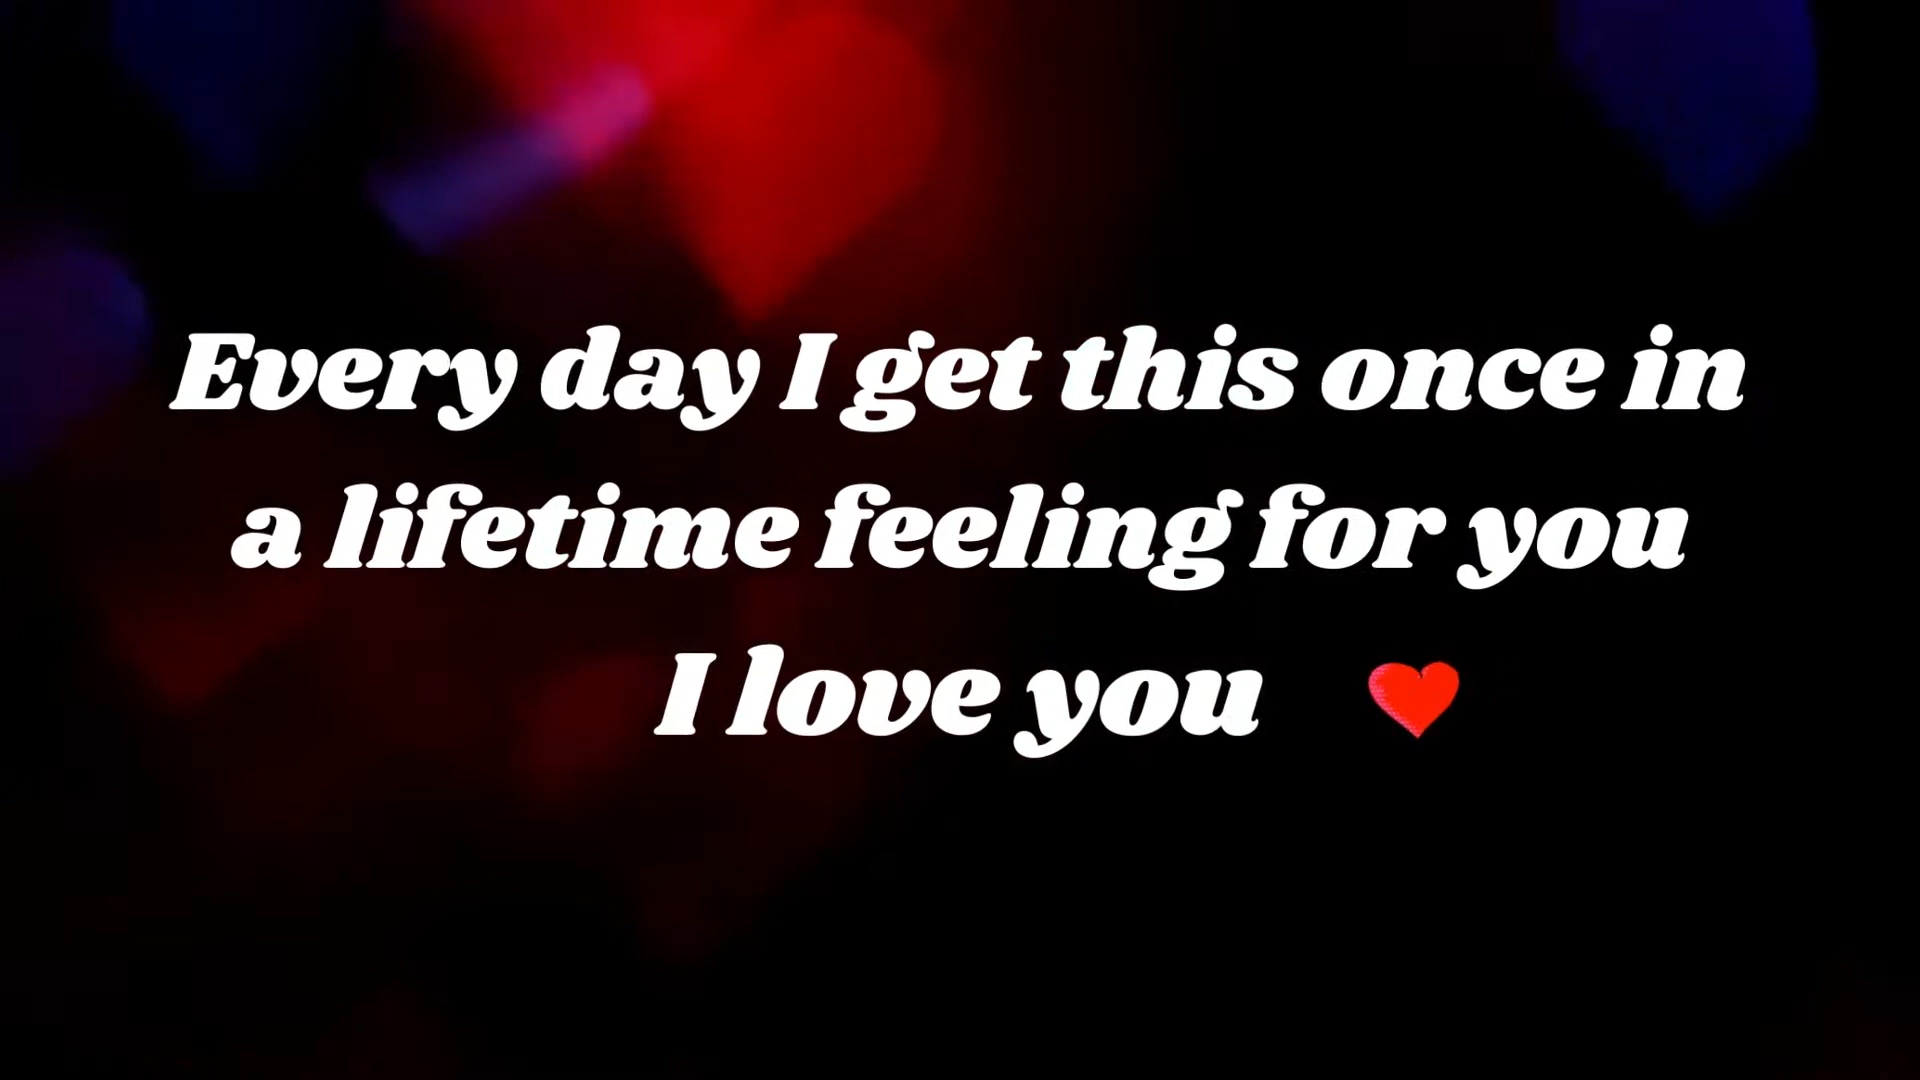 Every day I get this once in
a lifetime feeling for you
I love you ❤️